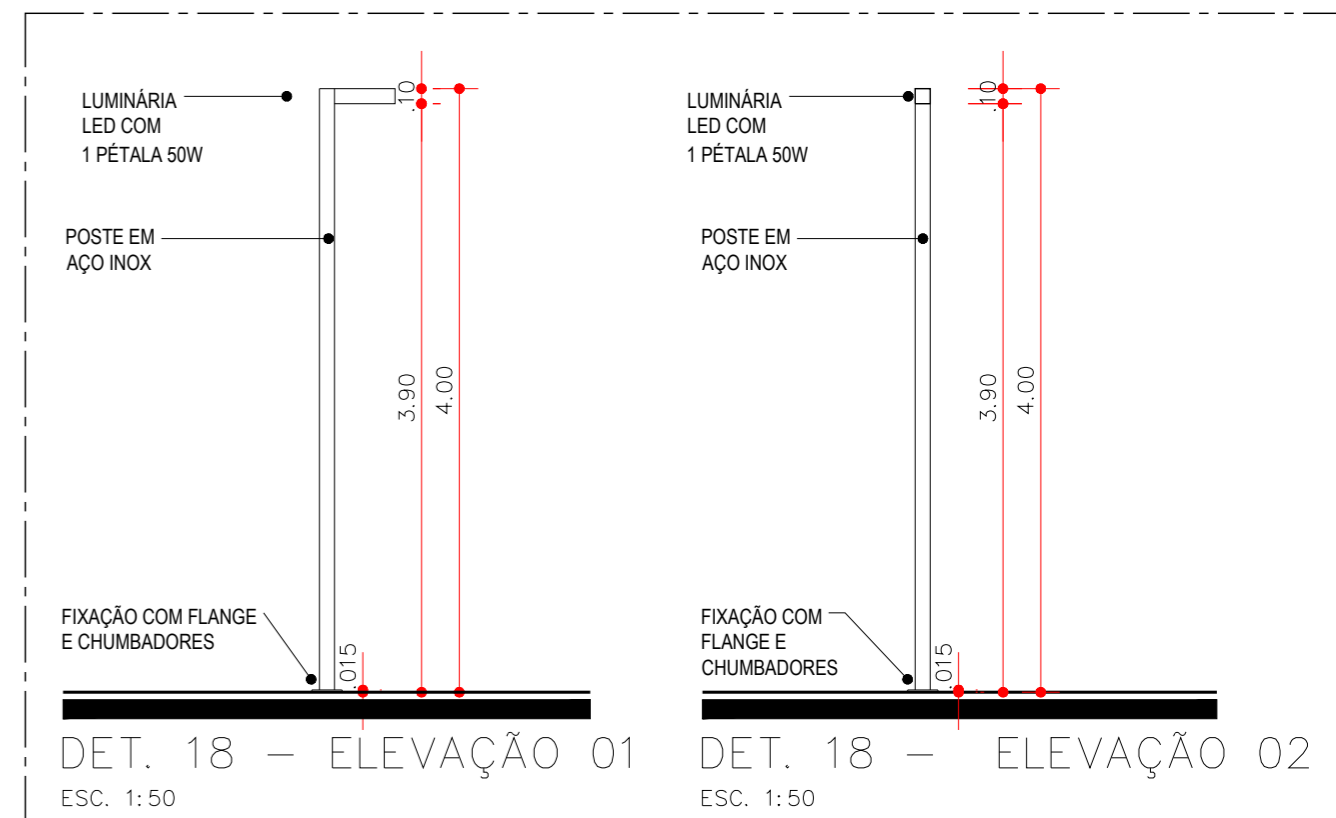 LUMINÁRIA
LED COM
1 PÉTALA 50W
.10
POSTE EM
AÇO INOX
3.90
4.00
FIXAÇÃO COM FLANGE
E CHUMBADORES
.015
DET. 18 – ELEVAÇÃO 01
ESC. 1:50
LUMINÁRIA
LED COM
1 PÉTALA 50W
.10
POSTE EM
AÇO INOX
3.90
4.00
FIXAÇÃO COM
FLANGE E
CHUMBADORES
.015
DET. 18 – ELEVAÇÃO 02
ESC. 1:50